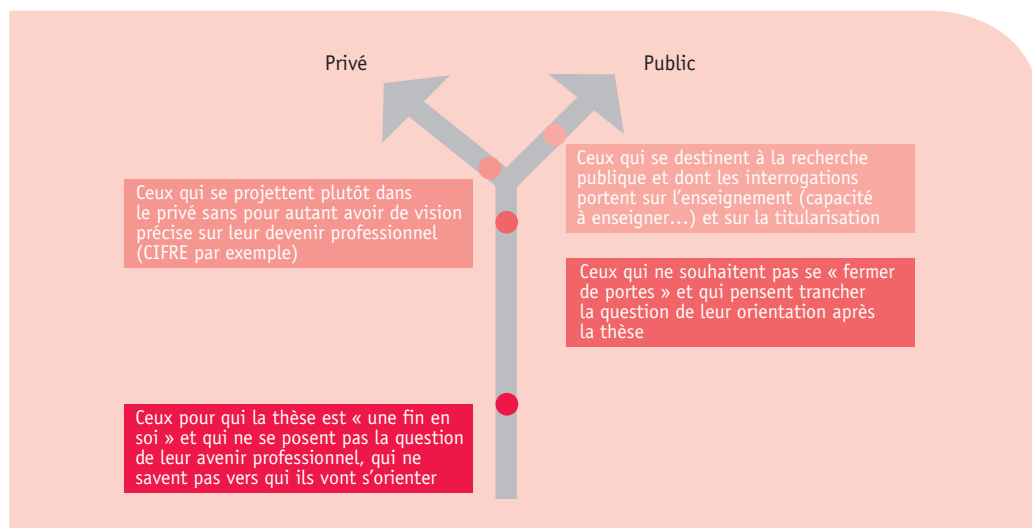 Privé
Public
Ceux qui se projettent plutôt dans
le privé sans pour autant avoir de vision
précise sur leur devenir professionnel
(CIFRE par exemple)
Ceux qui se destinent à la recherche
publique et dont les interrogations
portent sur l’enseignement (capacité
à enseigner…) et sur la titularisation
Ceux qui ne souhaitent pas se « fermer
de portes » et qui pensent trancher
la question de leur orientation après
la thèse
Ceux pour qui la thèse est « une fin en
soi » et qui ne se posent pas la question
de leur avenir professionnel, qui ne
savent pas vers qui ils vont s’orienter